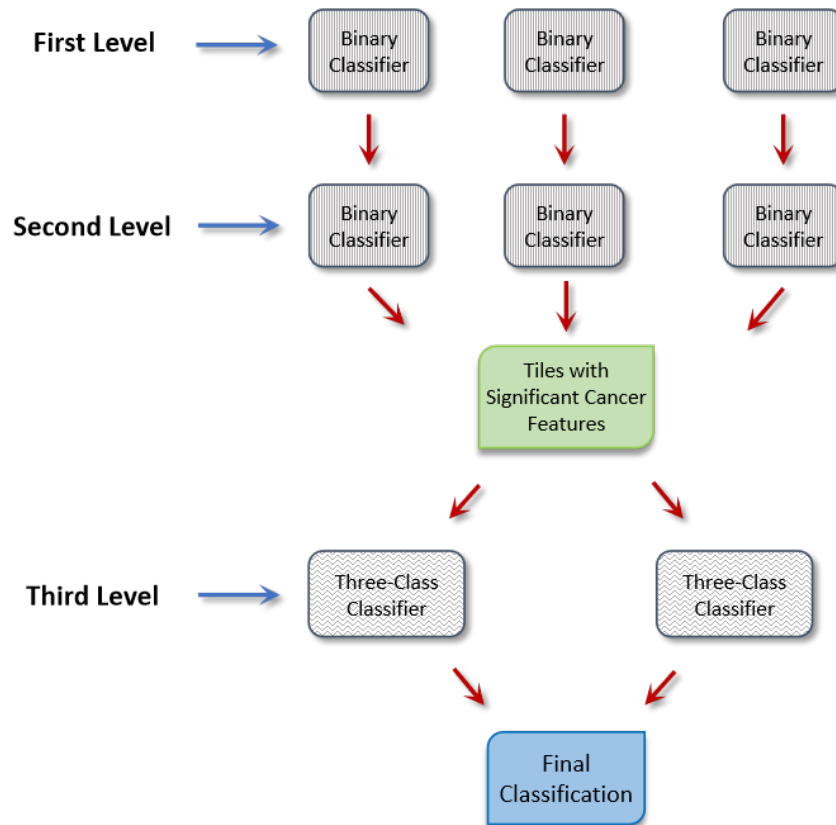 First Level
Binary
Classifier
Binary
Classifier
Binary
Classifier
Second Level
Binary
Classifier
Binary
Classifier
Binary
Classifier
Tiles with
Significant Cancer
Features
Third Level
Three-Class
Classifier
Three-Class
Classifier
Final
Classification